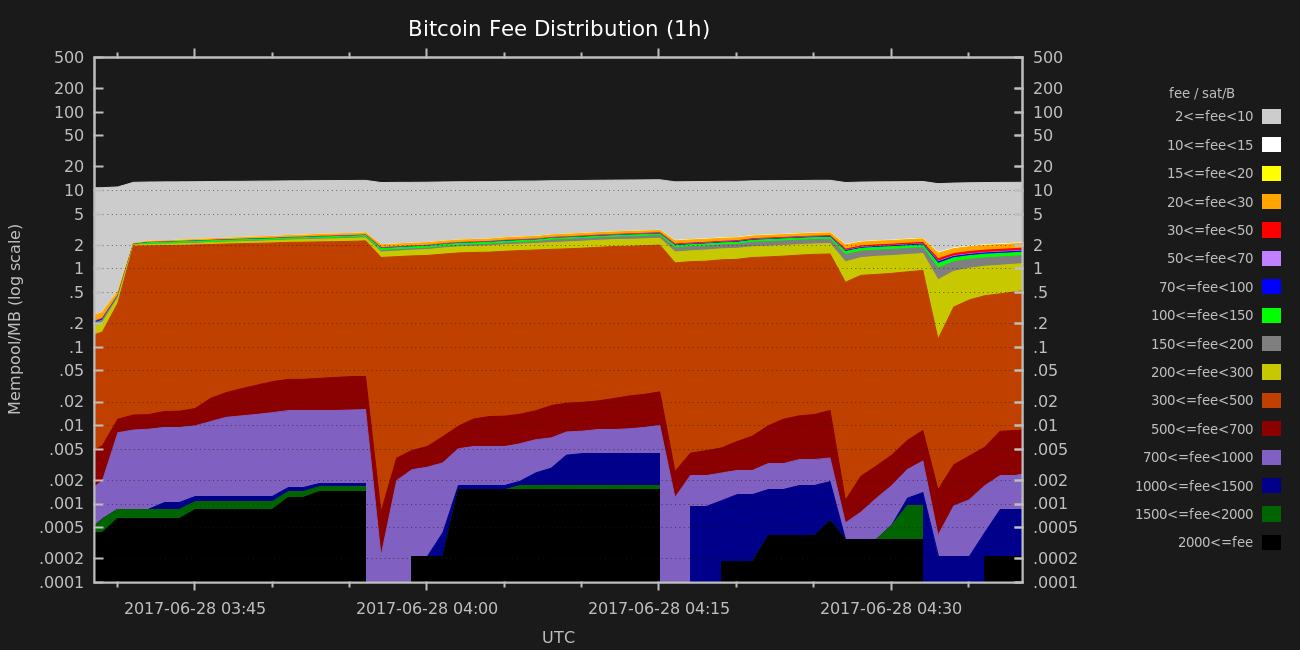 Bitcoin Fee Distribution (1h)
500
200
100
50
20
10
5
2
1
.5
.2
.1
.05
.02
.01
.005
.002
.001
.0005
.0002
.0001
Mempool/MB (log scale)
500
200
100
50
20
10
5
2
1
.5
.2
.1
.05
.02
.01
.005
.002
.001
.0005
.0002
.0001
2017-06-28 03:45
2017-06-28 04:00
2017-06-28 04:15
2017-06-28 04:30
UTC
fee / sat/B
2<=fee<10
10<=fee<15
15<=fee<20
20<=fee<30
30<=fee<50
50<=fee<70
70<=fee<100
100<=fee<150
150<=fee<200
200<=fee<300
300<=fee<500
500<=fee<700
700<=fee<1000
1000<=fee<1500
1500<=fee<2000
2000<=fee